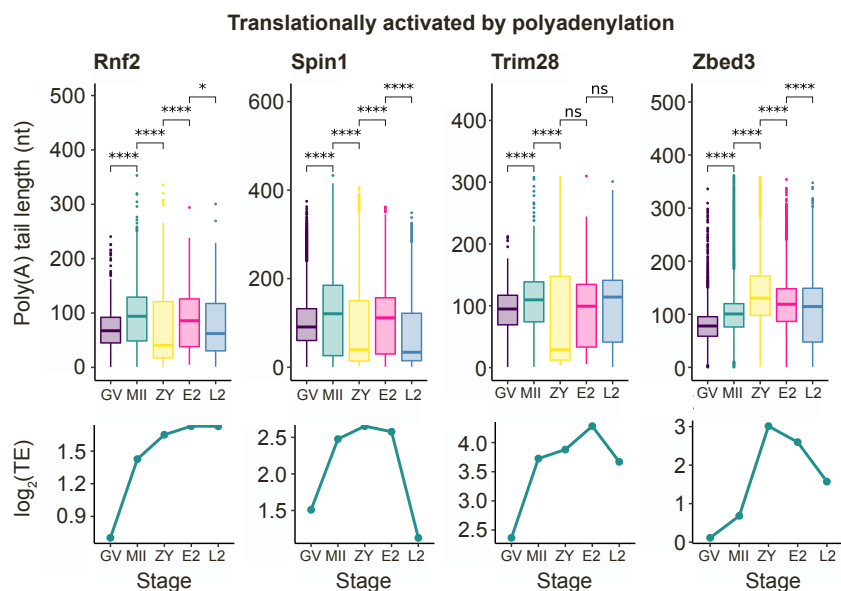 Translationally activated by polyadenylation
Rnf2 Spin1 Trim28 Zbed3
Poly(A) tail length (nt)
500
400
300
200
100
0
**** **** **** *
GV MII ZY E2 L2
600
400
200
0
**** **** **** ****
GV MII ZY E2 L2
400
300
200
100
0
**** **** ns ns
GV MII ZY E2 L2
500
400
300
200
100
0
**** **** **** ****
GV MII ZY E2 L2
log2(TE)
1.5
1.2
0.9
GV MII ZY E2 L2
Stage
2.5
2.0
1.5
GV MII ZY E2 L2
Stage
4.0
3.5
3.0
2.5
GV MII ZY E2 L2
Stage
3
2
1
0
GV MII ZY E2 L2
Stage